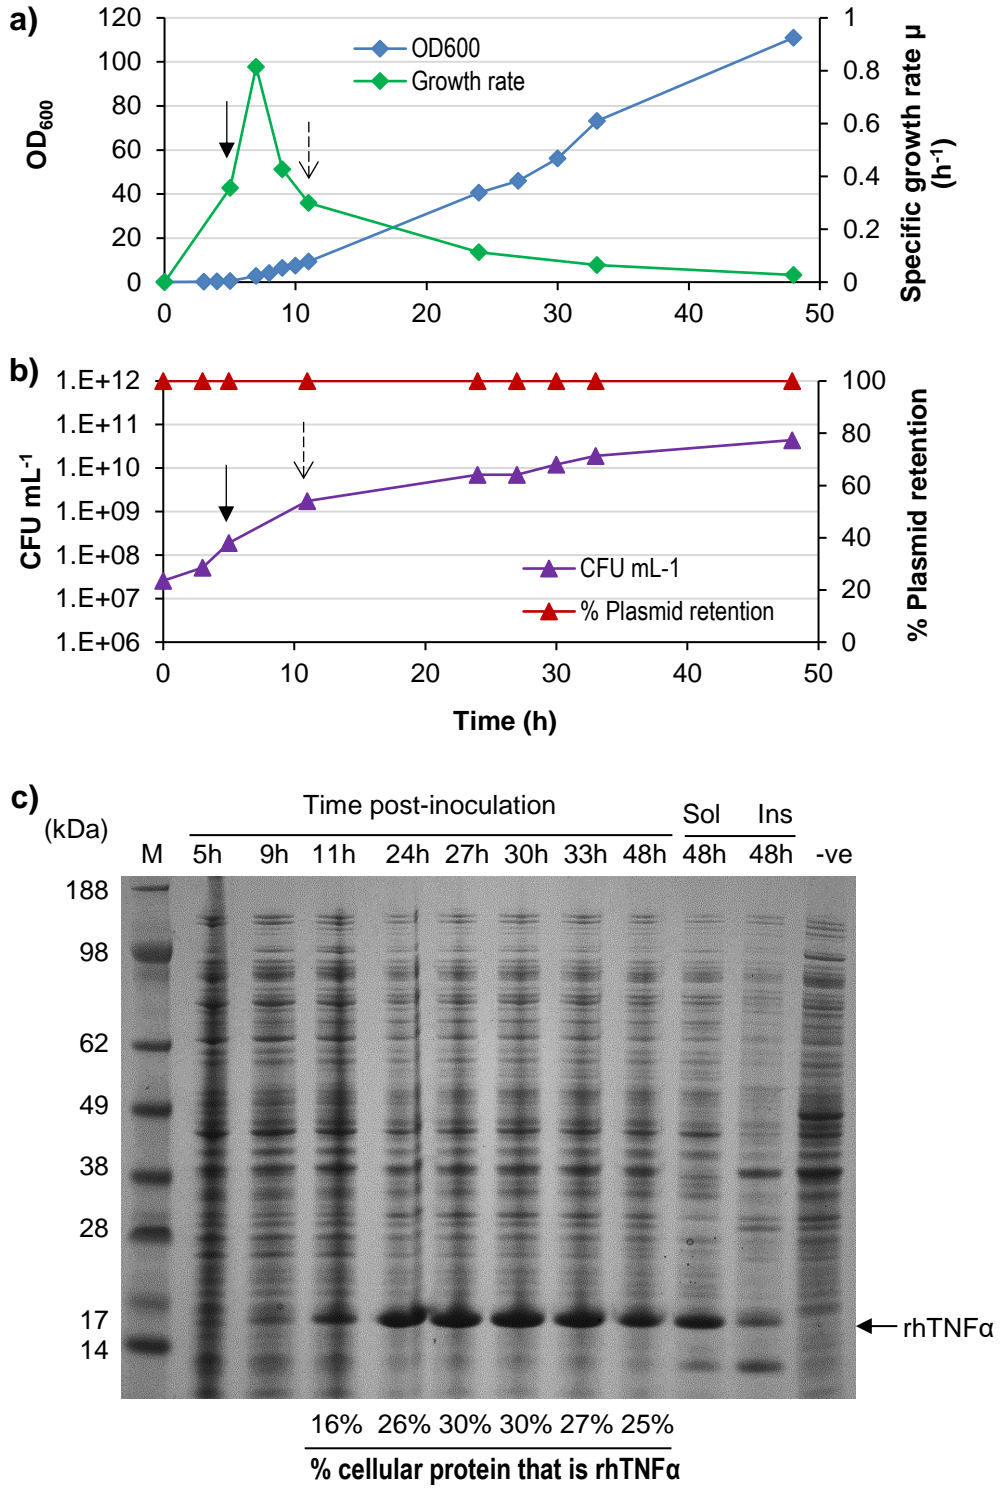 a)
120
100
80
60
40
20
0
OD600
OD600
Growth rate
1
0.8
0.6
0.4
0.2
0
Specific growth rate µ
(h-1)
0 10 20 30 40 50
b)
1.E+12
1.E+11
1.E+10
1.E+09
1.E+08
1.E+07
1.E+06
CFU mL-1
CFU mL-1
% Plasmid retention
100
80
60
40
20
0
% Plasmid retention
0 10 20 30 40 50
Time (h)
c)
Time post-inoculation
Sol Ins
(kDa)
M 5h 9h 11h 24h 27h 30h 33h 48h 48h 48h -ve
188
98
62
49
38
28
17
14
rhTNFα
16% 26% 30% 30% 27% 25%
% cellular protein that is rhTNFα